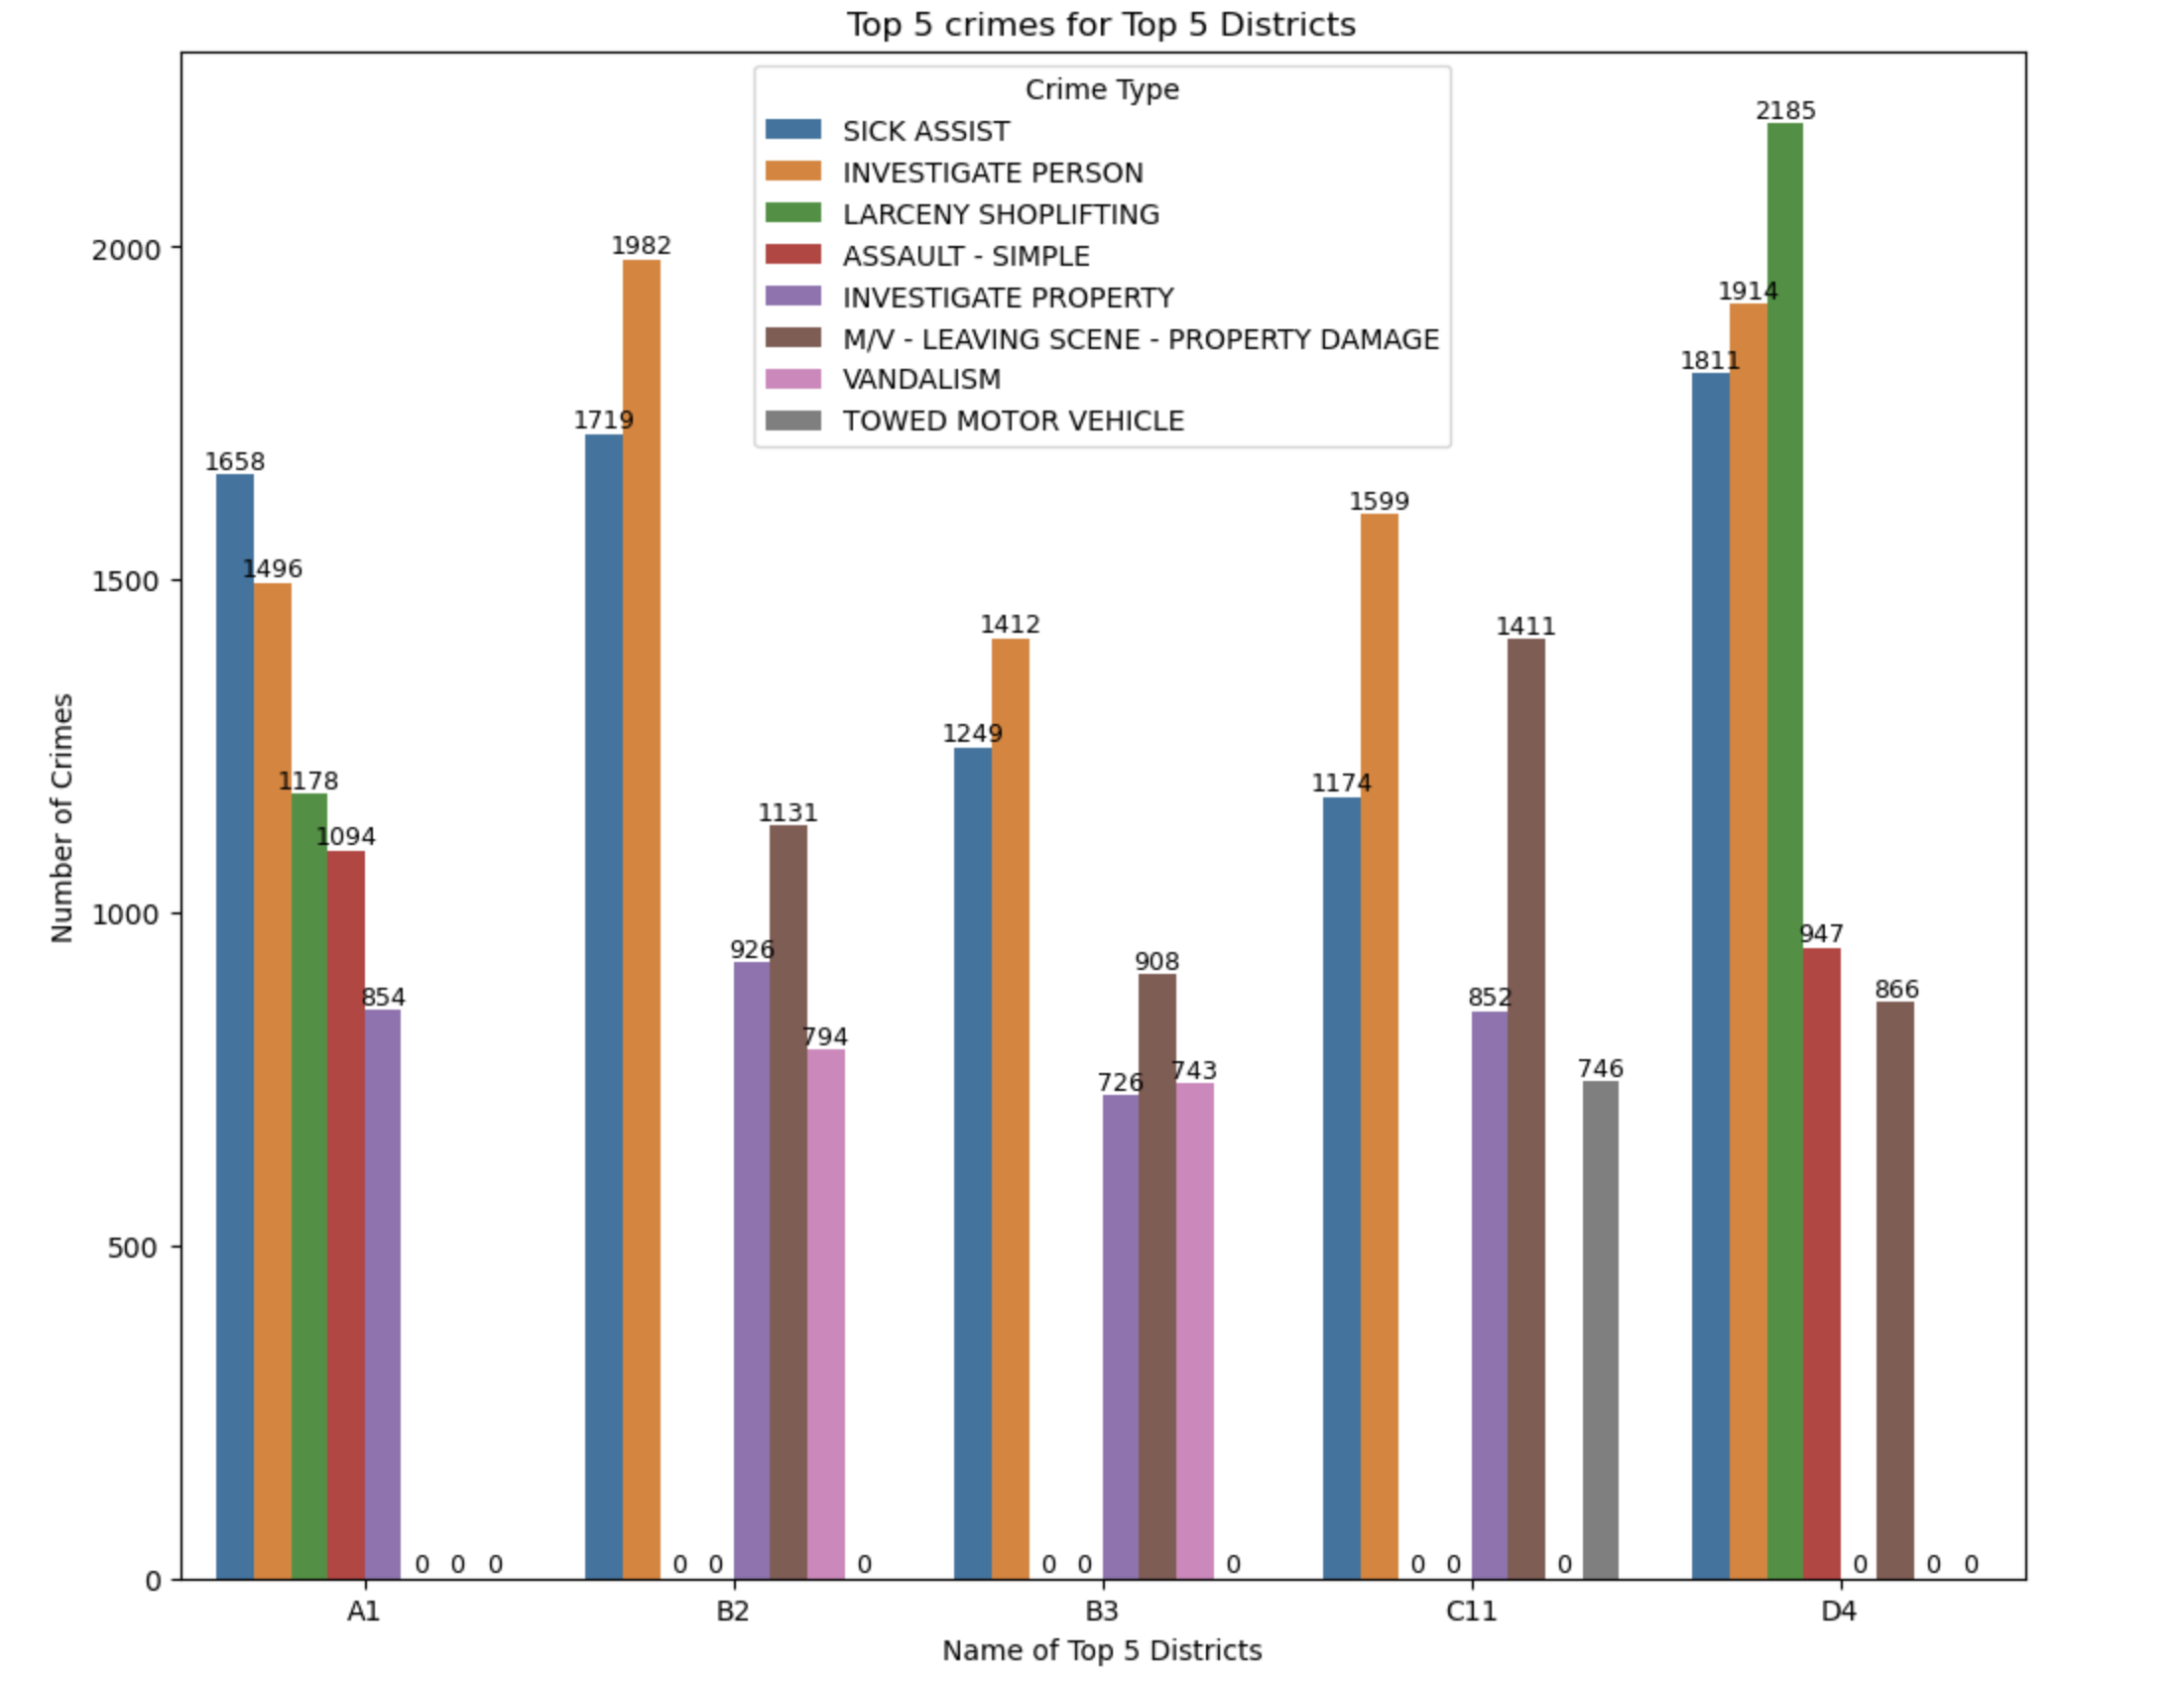 Top 5 crimes for Top 5 Districts
Crime Type
SICK ASSIST
INVESTIGATE PERSON
LARCENY SHOPLIFTING
ASSAULT - SIMPLE
INVESTIGATE PROPERTY
M/V - LEAVING SCENE - PROPERTY DAMAGE
VANDALISM
TOWED MOTOR VEHICLE
Number of Crimes
2000
1500
1000
500
0
1658
1496
1178
1094
854
0 0 0
1719
1982
0 0
926
1131
794
0
1249
1412
0 0
726
908
743
0
1174
1599
0 0
852
1411
0
746
1811
1914
2185
947
0
866
0 0
A1 B2 B3 C11 D4
Name of Top 5 Districts